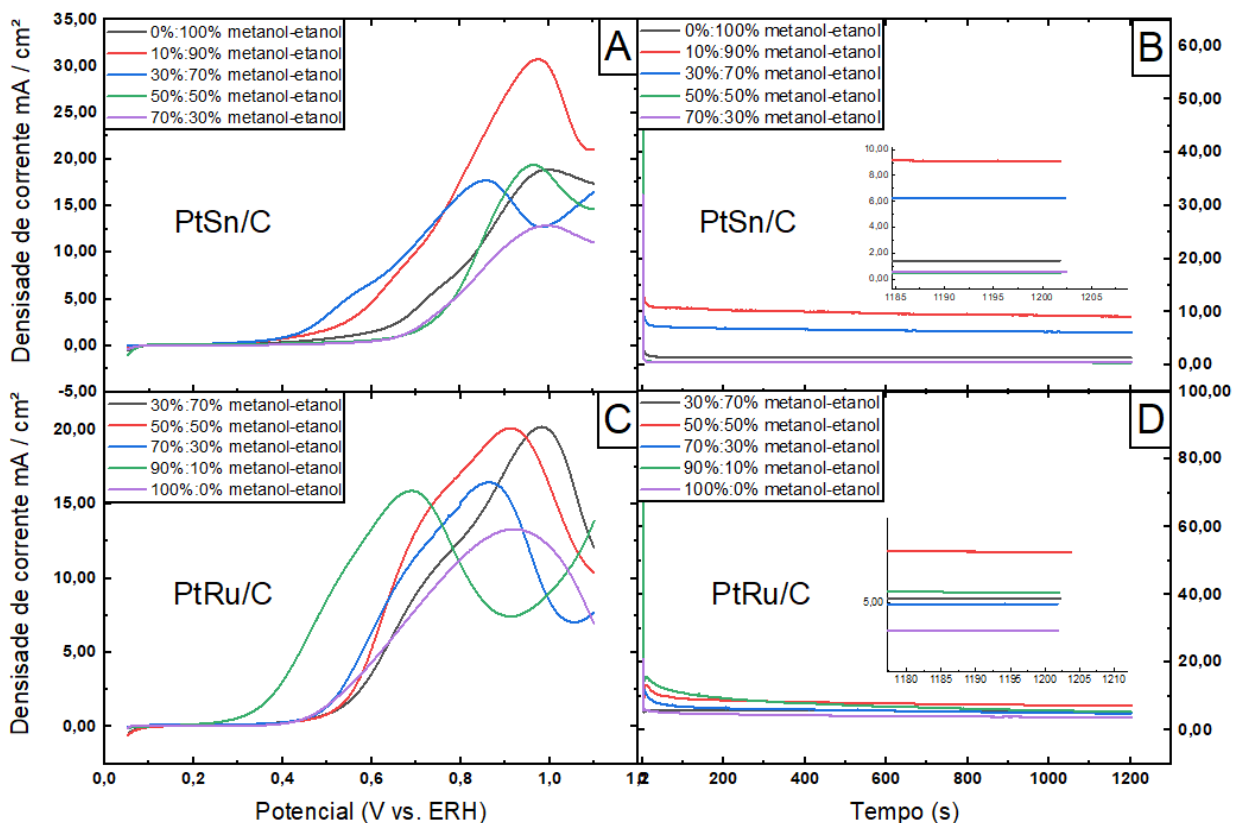 A
0%:100% metanol-etanol
10%:90% metanol-etanol
30%:70% metanol-etanol
50%:50% metanol-etanol
70%:30% metanol-etanol
PtSn/C
Densisade de corrente mA / cm²
35,00
30,00
25,00
20,00
15,00
10,00
5,00
0,00
-5,00
B
0%:100% metanol-etanol
10%:90% metanol-etanol
30%:70% metanol-etanol
50%:50% metanol-etanol
70%:30% metanol-etanol
PtSn/C
10,00
8,00
6,00
4,00
2,00
0,00
1185 1190 1195 1200 1205
60,00
50,00
40,00
30,00
20,00
10,00
0,00
C
30%:70% metanol-etanol
50%:50% metanol-etanol
70%:30% metanol-etanol
90%:10% metanol-etanol
100%:0% metanol-etanol
PtRu/C
Densisade de corrente mA / cm²
20,00
15,00
10,00
5,00
0,00
0,0 0,2 0,4 0,6 0,8 1,0
Potencial (V vs. ERH)
D
30%:70% metanol-etanol
50%:50% metanol-etanol
70%:30% metanol-etanol
90%:10% metanol-etanol
100%:0% metanol-etanol
PtRu/C
5,00
1180 1185 1190 1195 1200 1205 1210
100,00
80,00
60,00
40,00
20,00
0,00
200 400 600 800 1000 1200
Tempo (s)